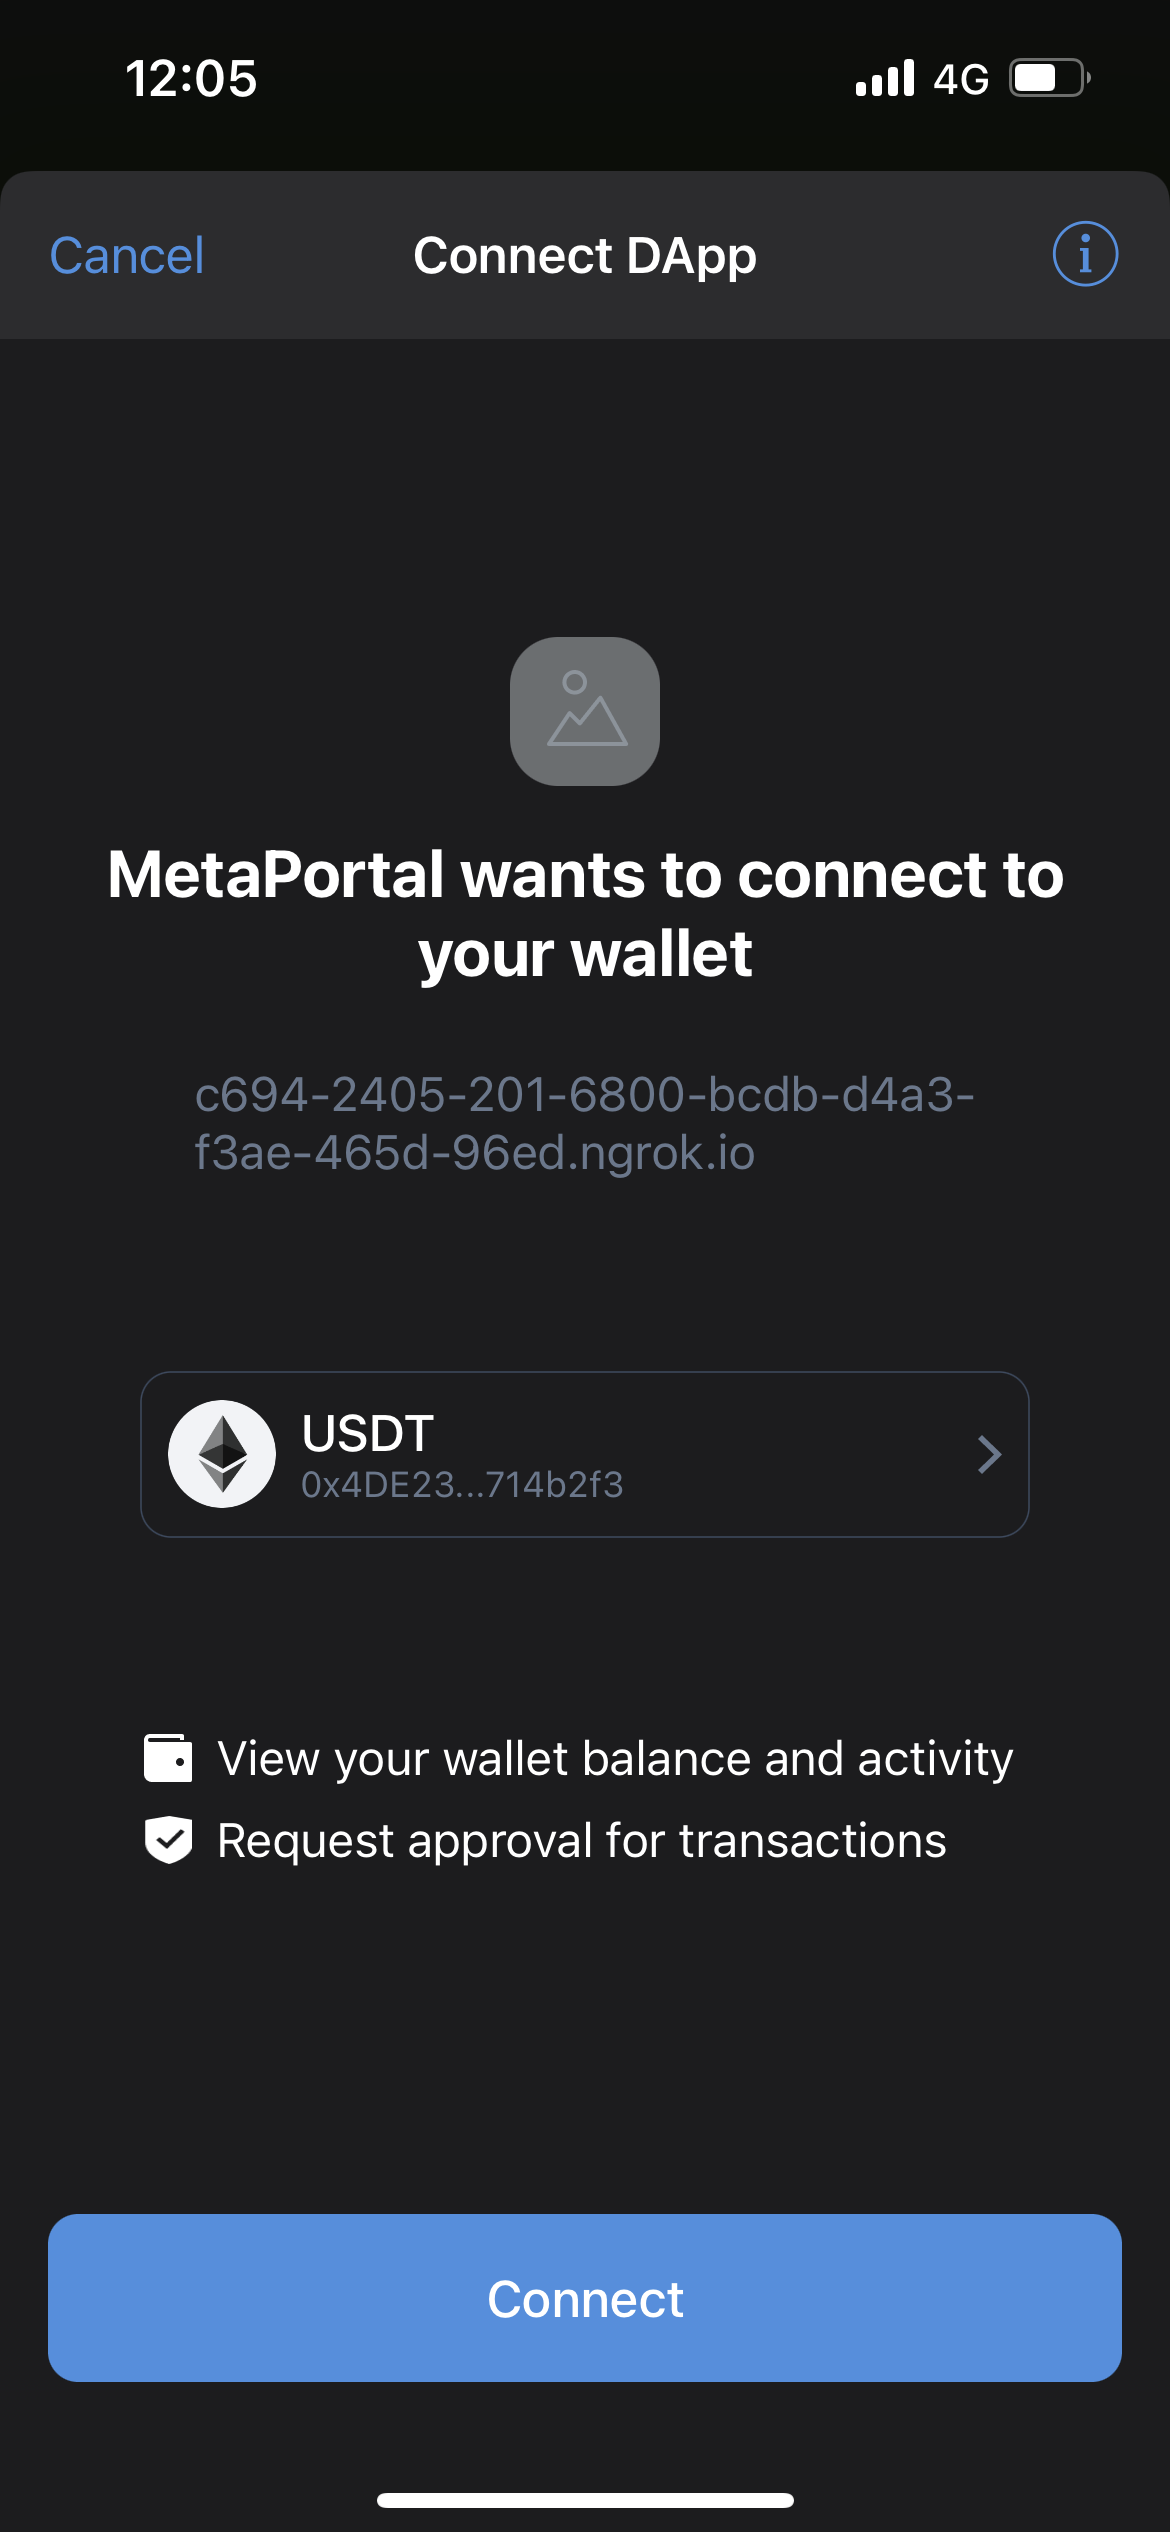 12:05
4G
Cancel
Connect DApp
MetaPortal wants to connect to
your wallet
c694-2405-201-6800-bcdb-d4a3-
f3ae-465d-96ed.ngrok.io
USDT
0x4DE23...714b2f3
View your wallet balance and activity
Request approval for transactions
Connect